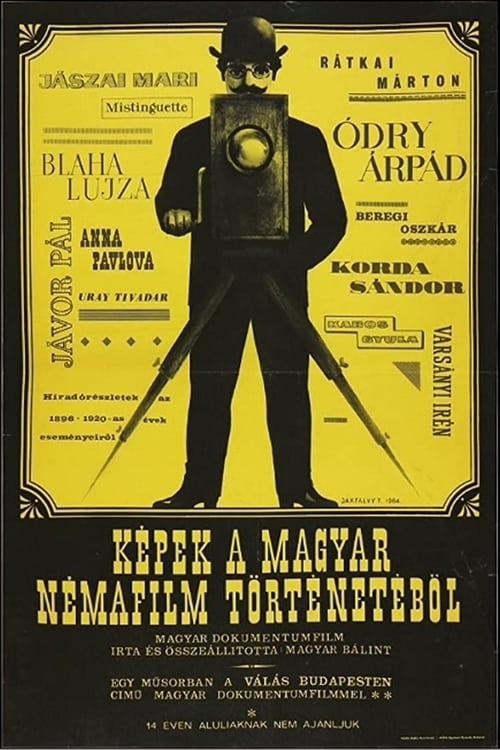 JÁSZAI MARI
Mistinguette
BLAHA
LUJZA
JÁVOR PÁL
ANNA
PAVLOVA
URAY TIVADAR
Híradórészletek az
1896-1920-as évek
eseményeiről
RÁTKAI
MÁRTON
ÓDRY
ÁRPÁD
BEREGI
OSZKÁR
KORDA
SÁNDOR
KABOS
GYULA
VARSÁNYI IRÉN
JAKTÁLVY T. 1964.
KÉPEK A MAGYAR
NÉMAFILM TÖRTÉNETÉBŐL
MAGYAR DOKUMENTUMFILM
IRTA ÉS ÖSSZEÁLLITOTTA: MAGYAR BÁLINT
EGY MŰSORBAN A VÁLÁS BUDAPESTEN
CIMŰ MAGYAR DOKUMENTUMFILMMEL **
*
14 ÉVEN ALULIAKNAK NEM AJANLJUK